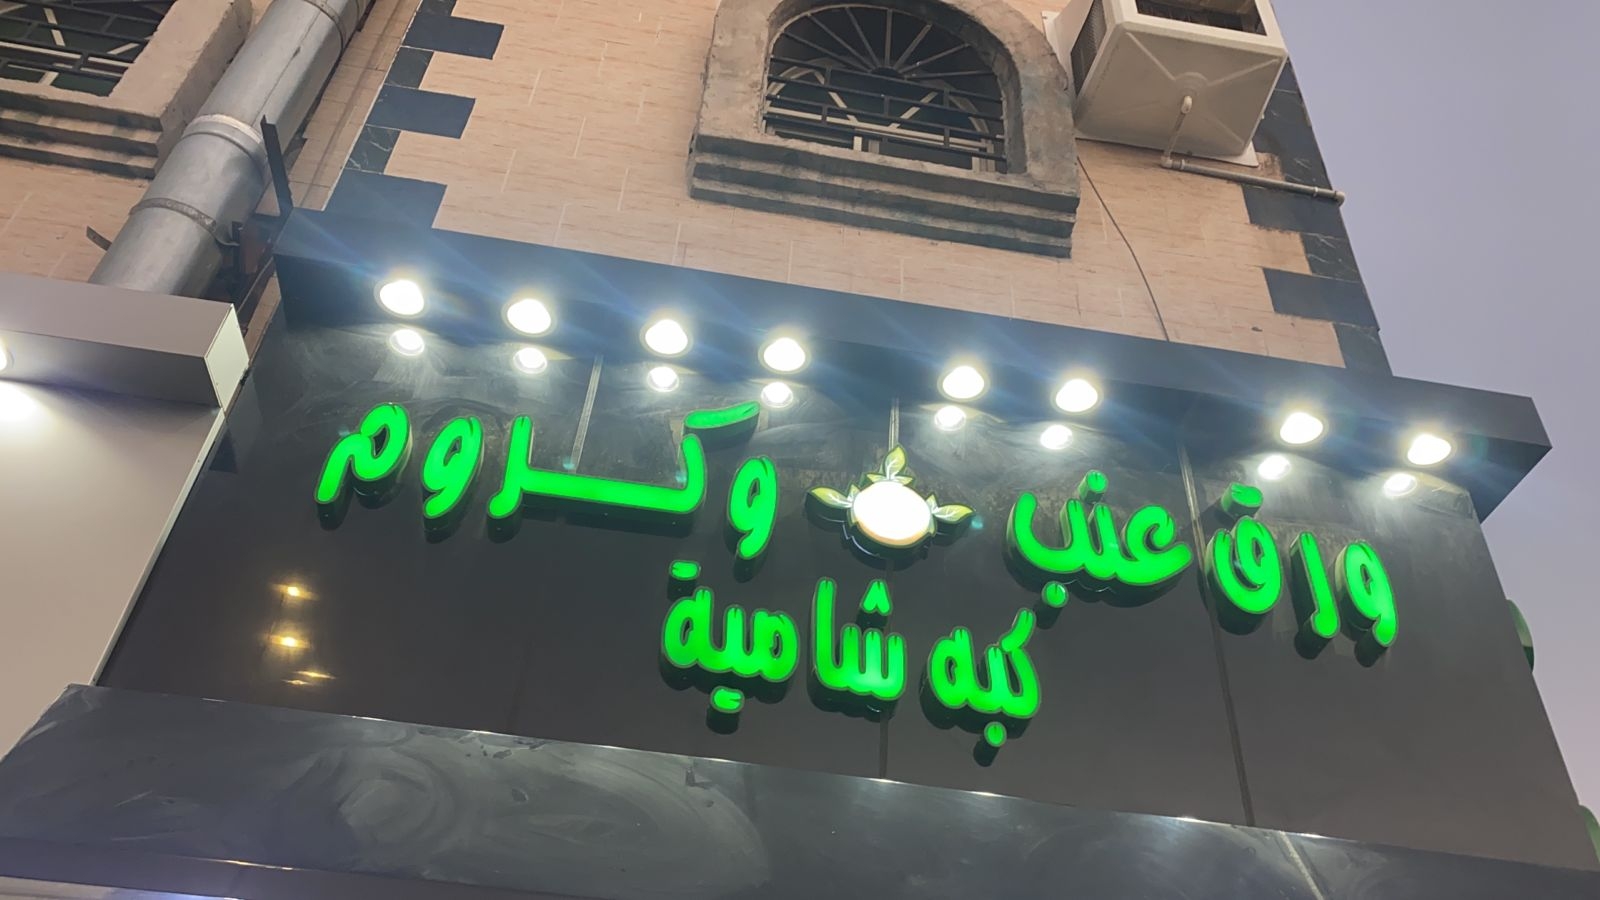 ورق عنب وكروم
كبه شامية